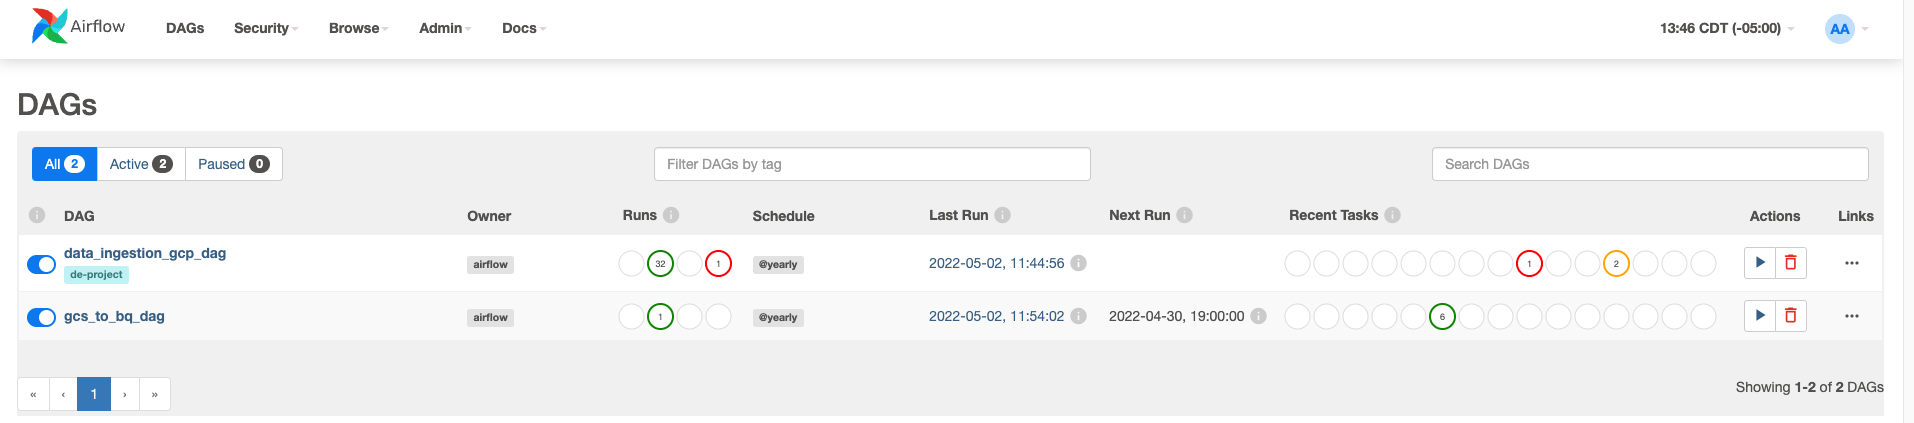 Airflow DAGs Security Browse Admin Docs 13:46 CDT (-05:00) AA
DAGs
All 2 Active 2 Paused 0 Filter DAGs by tag Search DAGs
DAG Owner Runs Schedule Last Run Next Run Recent Tasks Actions Links
data_ingestion_gcp_dag airflow 32 1 @yearly 2022-05-02, 11:44:56 1 2
de-project
gcs_to_bq_dag airflow 1 @yearly 2022-05-02, 11:54:02 2022-04-30, 19:00:00 6
« ‹ 1 › » Showing 1-2 of 2 DAGs